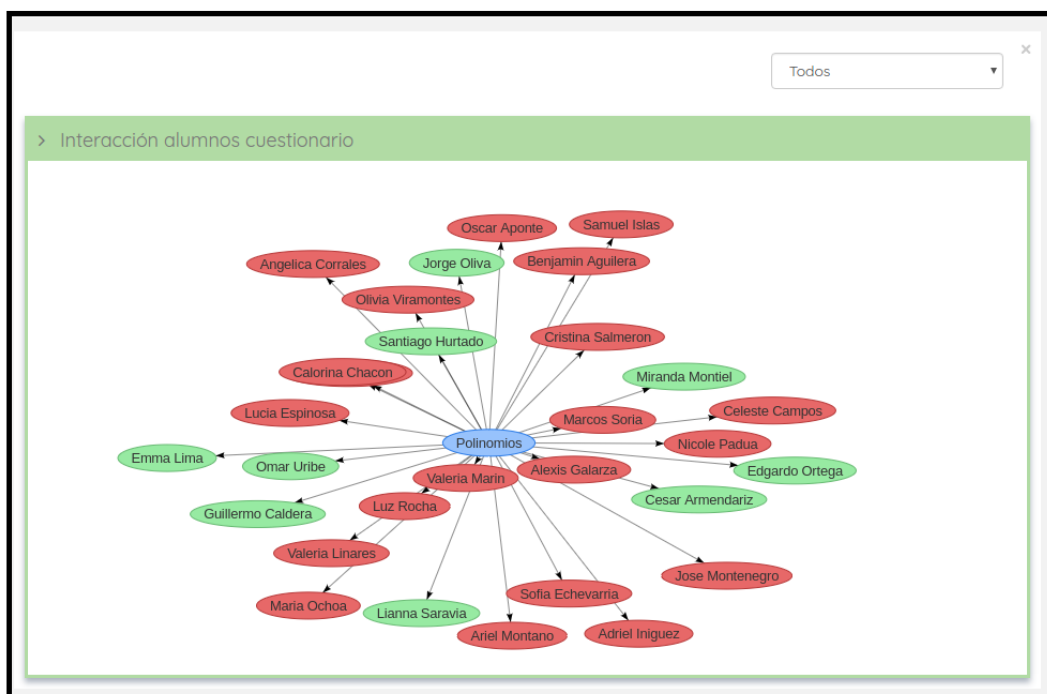 ×
Todos
> Interacción alumnos cuestionario
Samuel Islas
Oscar Aponte
Benjamin Aguilera
Jorge Oliva
Angelica Corrales
Olivia Viramontes
Cristina Salmeron
Santiago Hurtado
Calorina Chacon
Miranda Montiel
Celeste Campos
Lucia Espinosa
Marcos Soria
Polinomios
Nicole Padua
Emma Lima
Omar Uribe
Alexis Galarza
Edgardo Ortega
Valeria Marin
Cesar Armendariz
Luz Rocha
Guillermo Caldera
Valeria Linares
Jose Montenegro
Sofia Echevarria
Maria Ochoa
Lianna Saravia
Adriel Iniguez
Ariel Montano